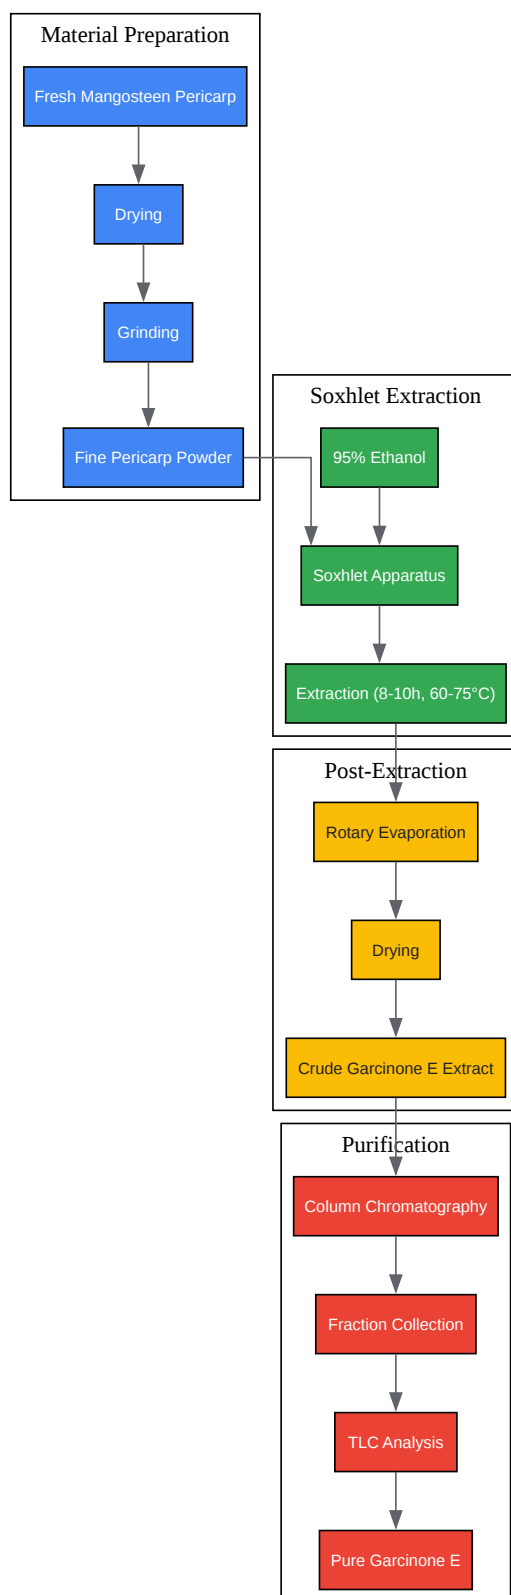 Material Preparation
Fresh Mangosteen Pericarp
Drying
Grinding
Fine Pericarp Powder
Soxhlet Extraction
95% Ethanol
Soxhlet Apparatus
Extraction (8-10h, 60-75°C)
Post-Extraction
Rotary Evaporation
Drying
Crude Garcinone E Extract
Purification
Column Chromatography
Fraction Collection
TLC Analysis
Pure Garcinone E